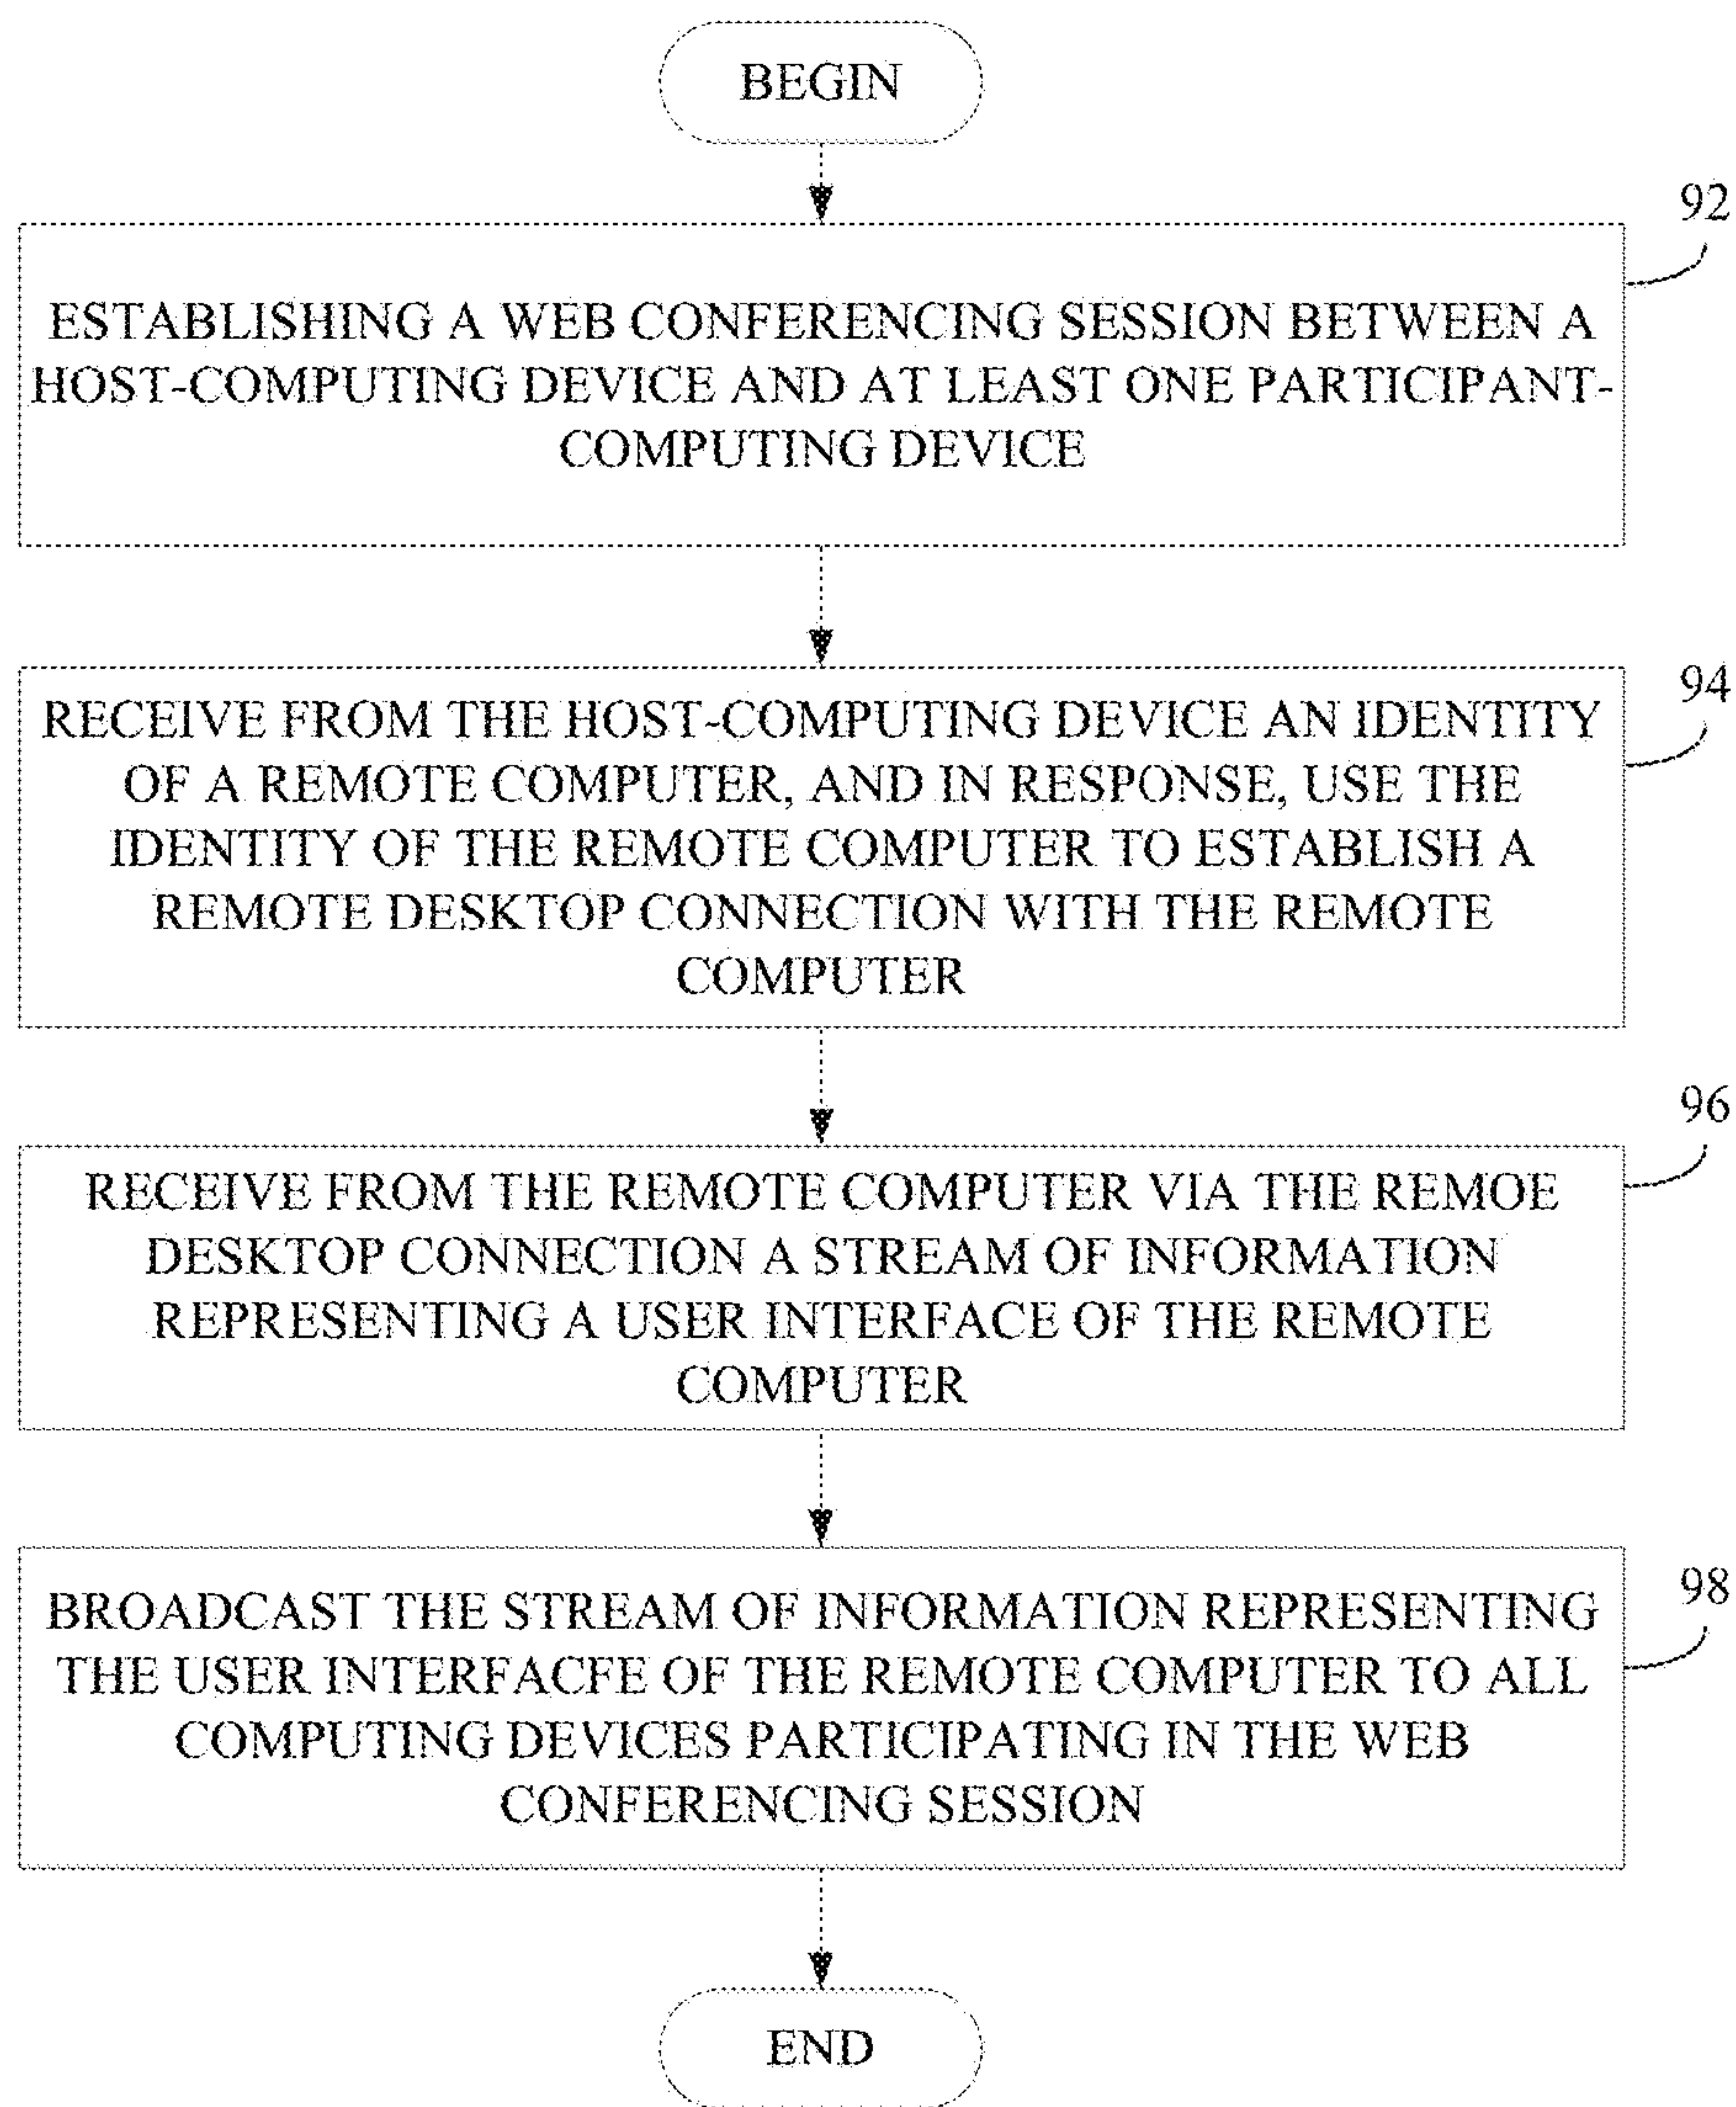 BEGIN
92
ESTABLISHING A WEB CONFERENCING SESSION BETWEEN A
HOST-COMPUTING DEVICE AND AT LEAST ONE PARTICIPANT-
COMPUTING DEVICE
94
RECEIVE FROM THE HOST-COMPUTING DEVICE AN IDENTITY
OF A REMOTE COMPUTER, AND IN RESPONSE, USE THE
IDENTITY OF THE REMOTE COMPUTER TO ESTABLISH A
REMOTE DESKTOP CONNECTION WITH THE REMOTE
COMPUTER
96
RECEIVE FROM THE REMOTE COMPUTER VIA THE REMOE
DESKTOP CONNECTION A STREAM OF INFORMATION
REPRESENTING A USER INTERFACE OF THE REMOTE
COMPUTER
98
BROADCAST THE STREAM OF INFORMATION REPRESENTING
THE USER INTERFACFE OF THE REMOTE COMPUTER TO ALL
COMPUTING DEVICES PARTICIPATING IN THE WEB
CONFERENCING SESSION
END